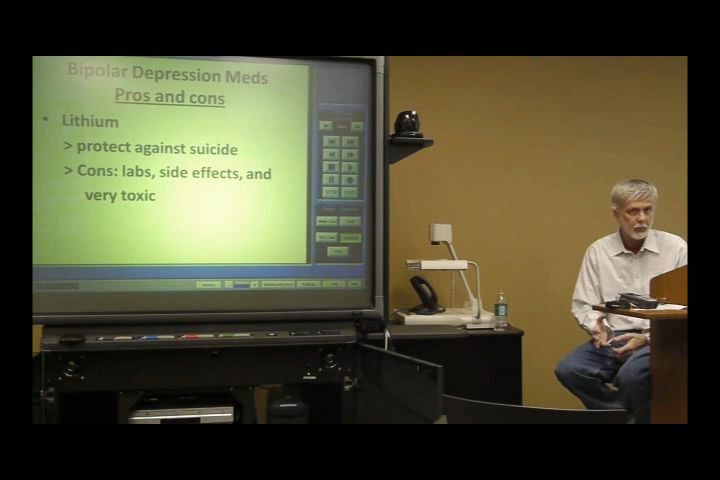 Bipolar Depression Meds
Pros and cons
• Lithium
> protect against suicide
> Cons: labs, side effects, and
very toxic